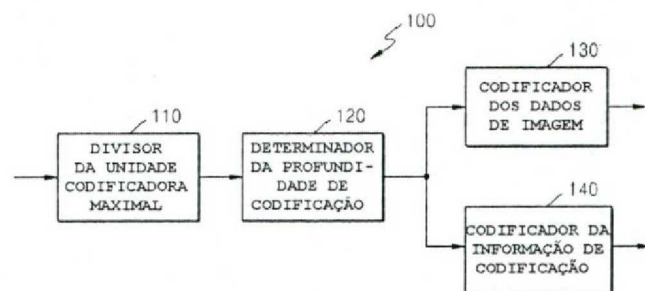 100
110
DIVISOR
DA UNIDADE
CODIFICADORA
MAXIMAL
120
DETERMINADOR
DA PROFUNDI-
DADE DE
CODIFICAÇÃO
130
CODIFICADOR
DOS DADOS
DE IMAGEM
140
CODIFICADOR DA
INFORMAÇÃO DE
CODIFICAÇÃO